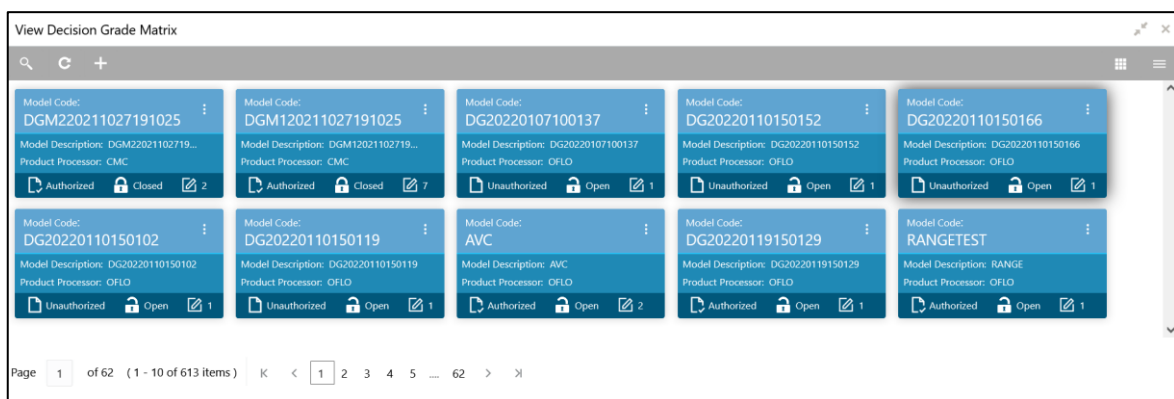 View Decision Grade Matrix
Model Code: Model Code: Model Code: Model Code: Model Code:
DGM220211027191025 DGM120211027191025 DG20220107100137 DG20220110150152 DG20220110150166
Model Description: DGM22021102719... Model Description: DGM12021102719... Model Description: DG20220107100137 Model Description: DG20220110150152 Model Description: DG20220110150166
Product Processor: CMC Product Processor: CMC Product Processor: OFLO Product Processor: OFLO Product Processor: OFLO
Authorized Closed 2 Authorized Closed 7 Unauthorized Open 1 Unauthorized Open 1 Unauthorized Open 1
Model Code: Model Code: Model Code: Model Code: Model Code:
DG20220110150102 DG20220110150119 AVC DG20220119150129 RANGETEST
Model Description: DG20220110150102 Model Description: DG20220110150119 Model Description: AVC Model Description: DG20220119150129 Model Description: RANGE
Product Processor: OFLO Product Processor: OFLO Product Processor: OFLO Product Processor: OFLO Product Processor: OFLO
Unauthorized Open 1 Unauthorized Open 1 Authorized Open 2 Authorized Open 1 Authorized Open 1
Page 1 of 62 ( 1 - 10 of 613 items ) 1 2 3 4 5 .... 62